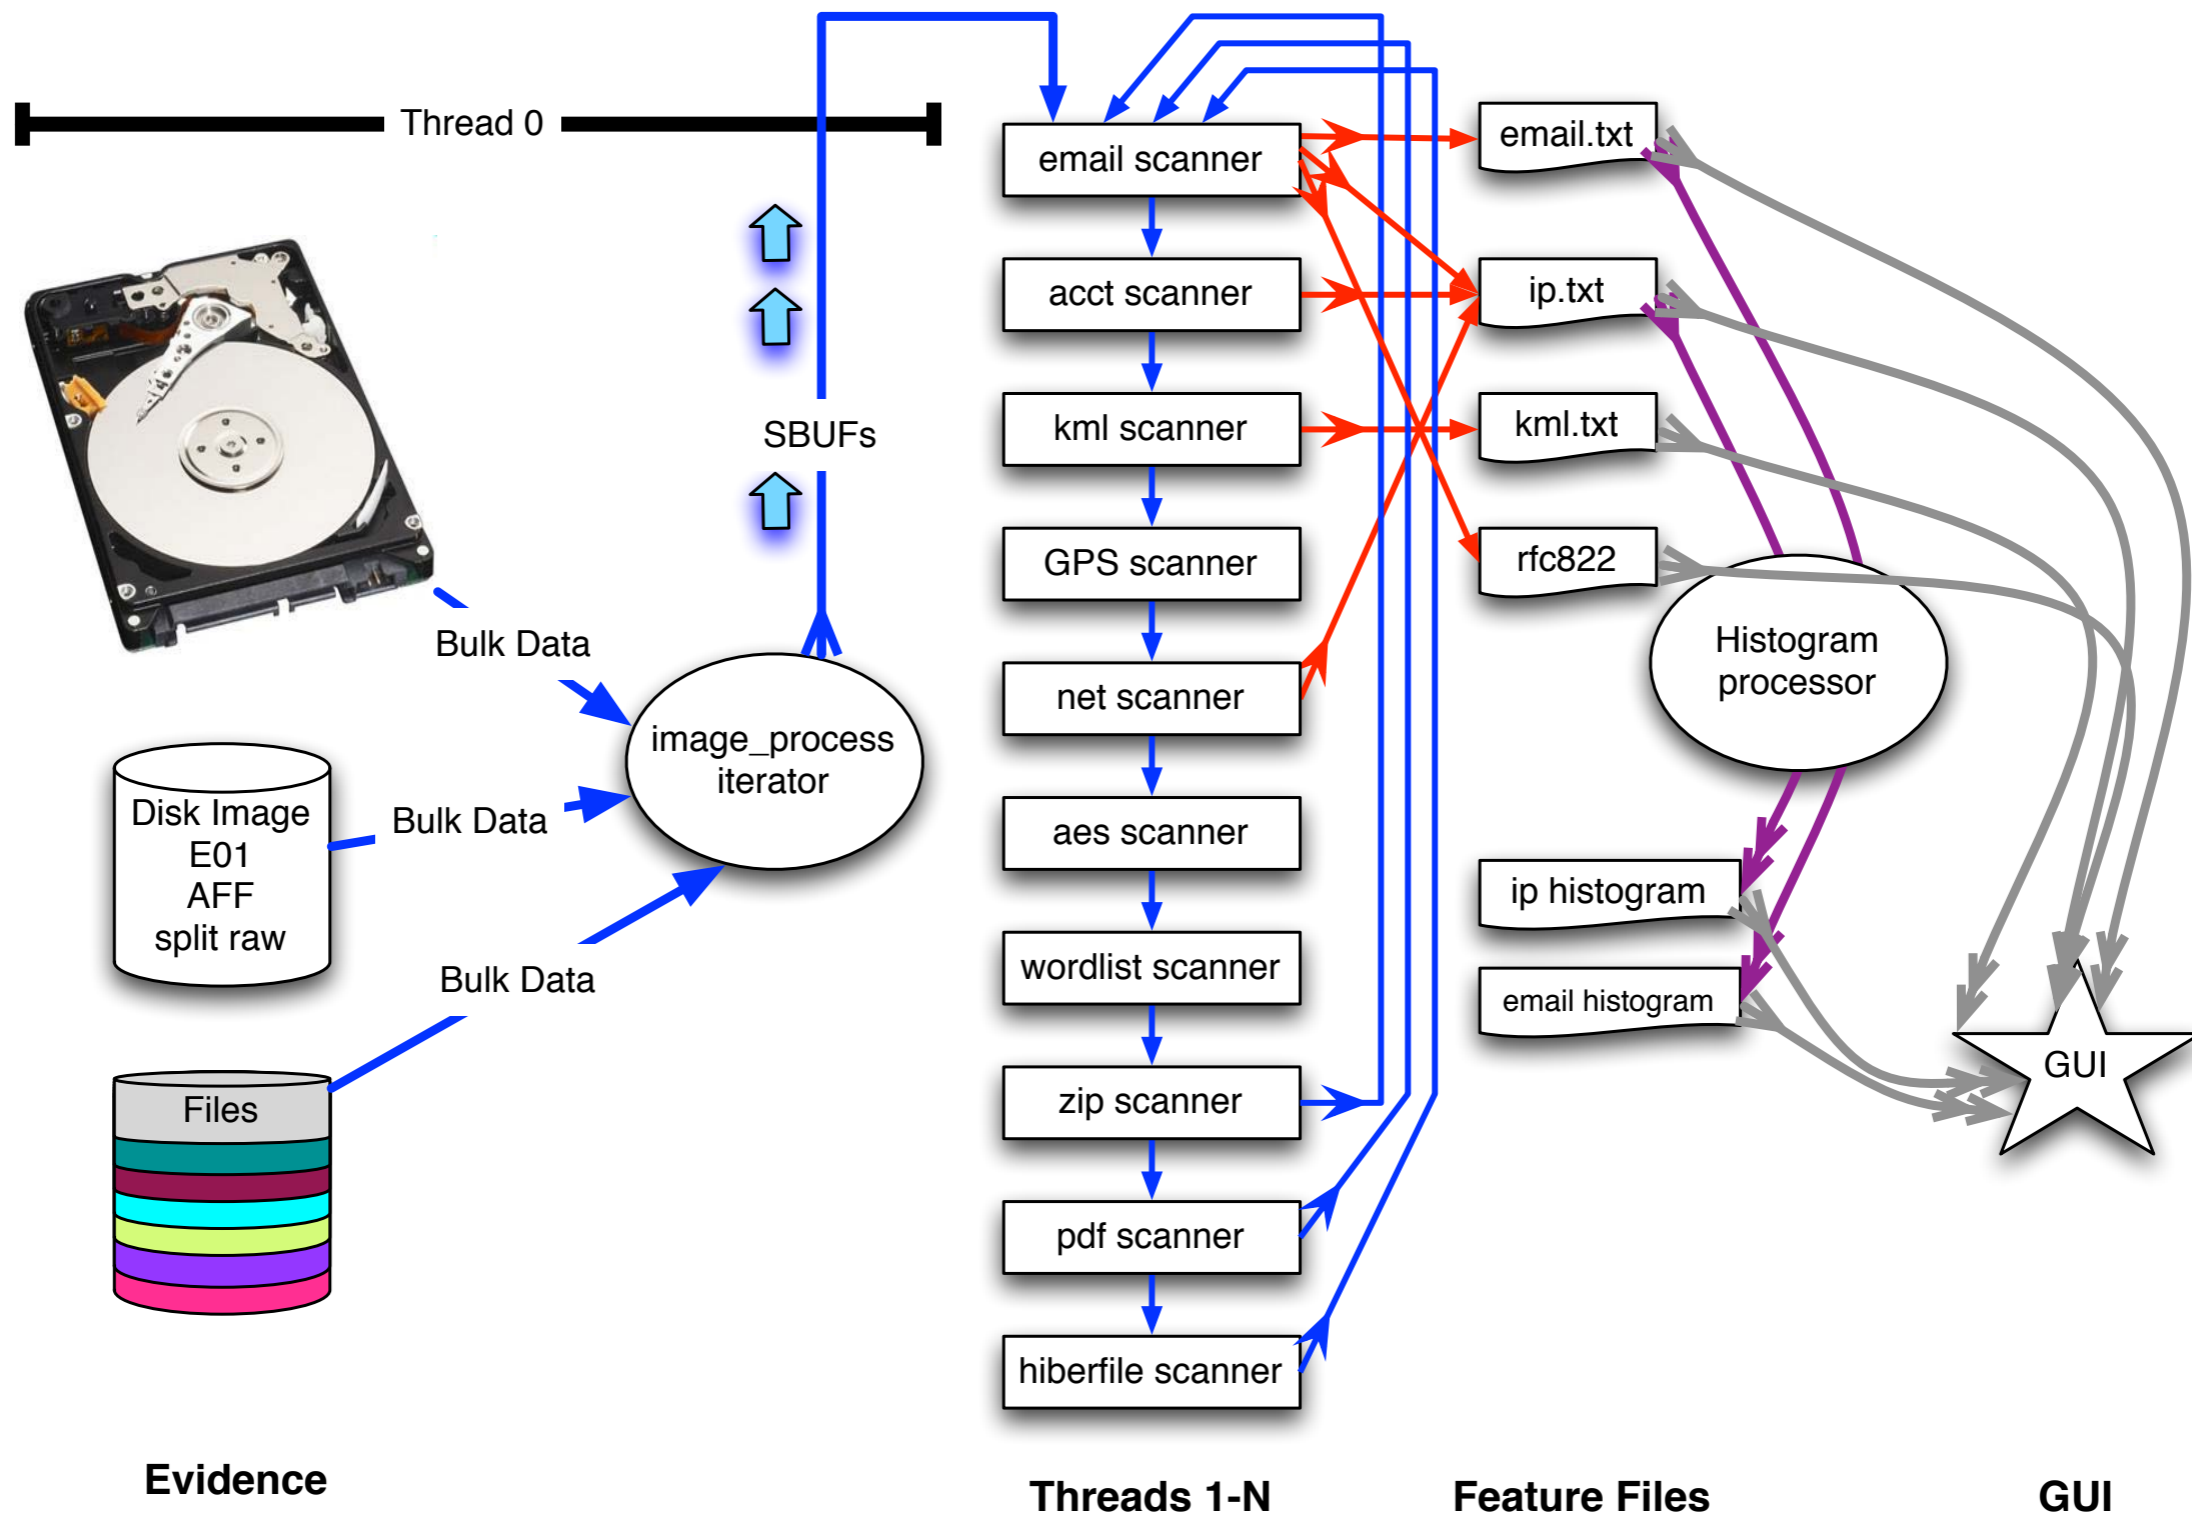 Thread 0
SBUFs
Bulk Data
Bulk Data
Bulk Data
Disk Image
E01
AFF
split raw
Files
image_process
iterator
email scanner
acct scanner
kml scanner
GPS scanner
net scanner
aes scanner
wordlist scanner
zip scanner
pdf scanner
hiberfile scanner
email.txt
ip.txt
kml.txt
rfc822
Histogram
processor
ip histogram
email histogram
GUI
Evidence
Threads 1-N
Feature Files
GUI